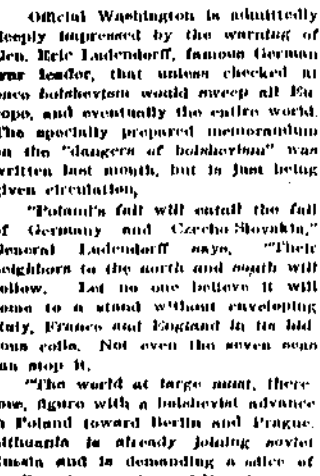 Official Washington is admittedly
deeply impressed by the warning of
Gen. Eric Ludendorff, famous German
war leader, that unless checked at
once bolshevism would sweep all Eu
rope, and eventually the entire world.
The specially prepared memorandum
on the "dangers of bolshevism" was
written last month, but is just being
given circulation,
"Poland's fall will entail the fall
of Germany and Czecho-Slovakia,"
General Ludendorff says, "Their
neighbors to the north and south will
follow. Let no one believe it will
come to a stand without enveloping
Italy, France and England in its hid
ous coils. Not even the seven seas
can stop it.
"The world at large must, there
fore, figure with a bolshevist advance
in Poland toward Berlin and Prague.
Lithuania is already joining soviet
Russia and is demanding a slice of